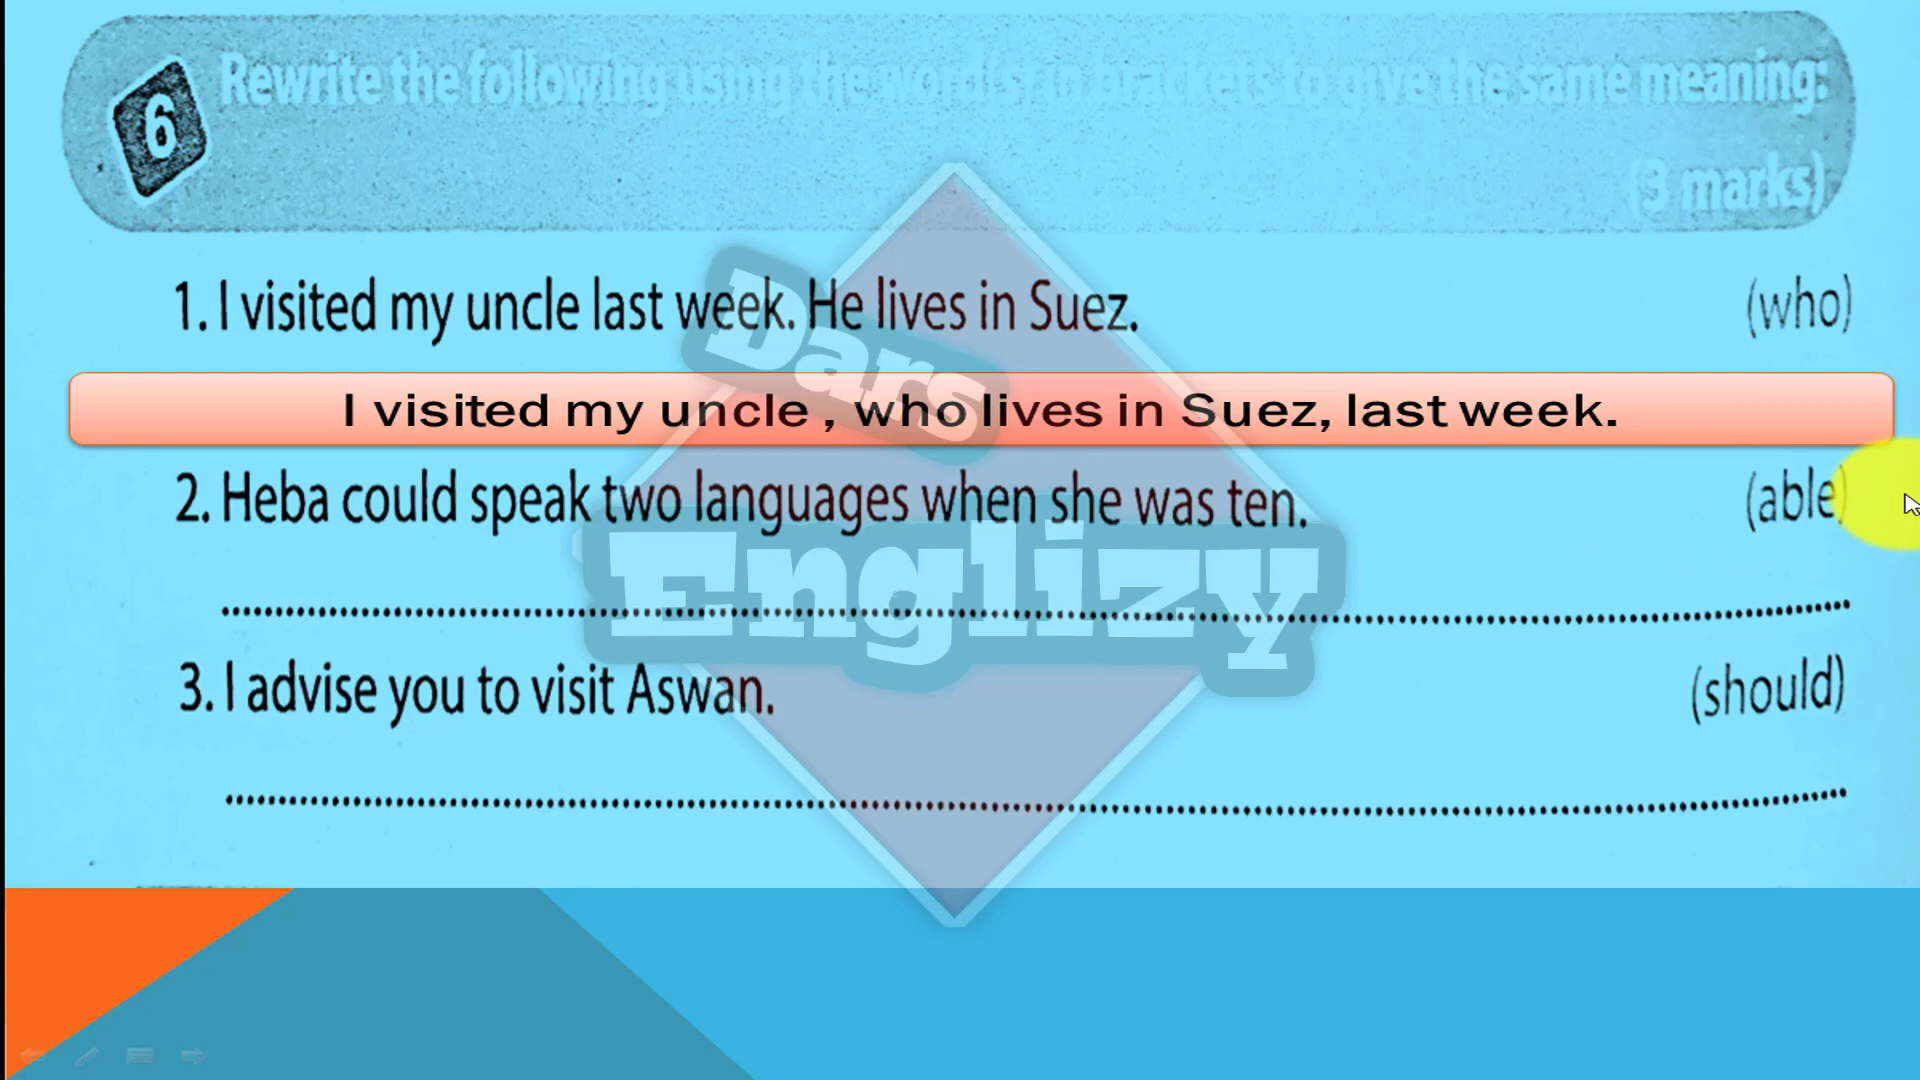 6 Rewrite the following using the word(s) in brackets to give the same meaning:
(3 marks)
1. I visited my uncle last week. He lives in Suez. (who)
I visited my uncle , who lives in Suez, last week.
2. Heba could speak two languages when she was ten. (able)
3. I advise you to visit Aswan. (should)
Dars
Englizy